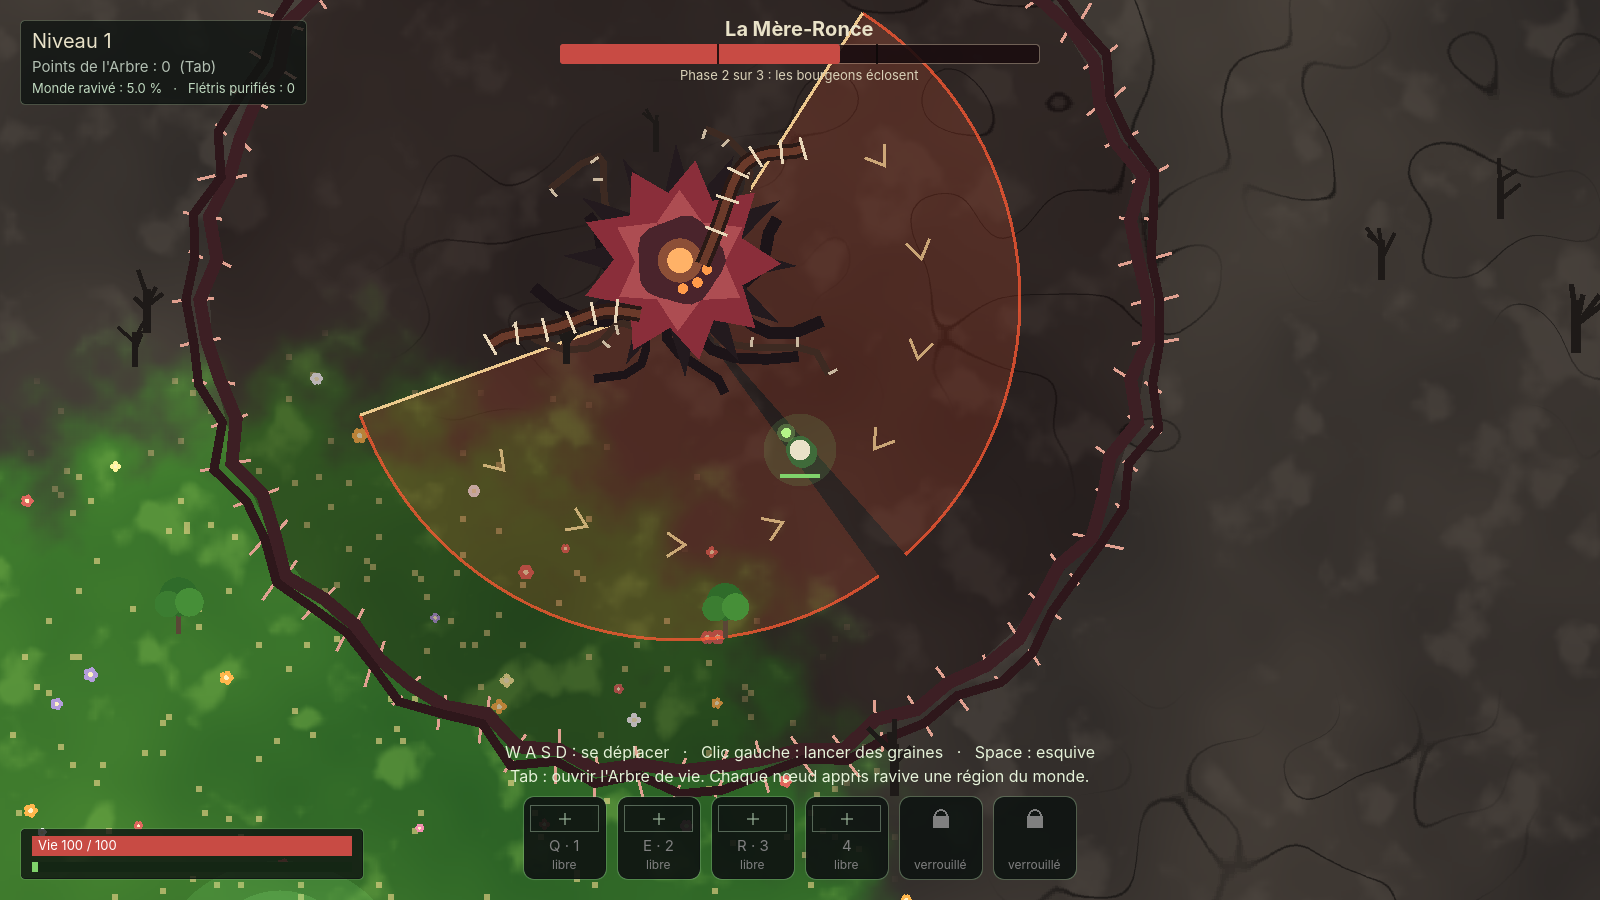 Niveau 1
Points de l'Arbre : 0  (Tab)
Monde ravivé : 5.0 %  ·  Flétris purifiés : 0
La Mère-Ronce
Phase 2 sur 3 : les bourgeons éclosent
W A S D : se déplacer  ·  Clic gauche : lancer des graines  ·  Space : esquive
Tab : ouvrir l'Arbre de vie. Chaque nœud appris ravive une région du monde.
Vie 100 / 100
Q · 1
libre
E · 2
libre
R · 3
libre
4
libre
verrouillé
verrouillé